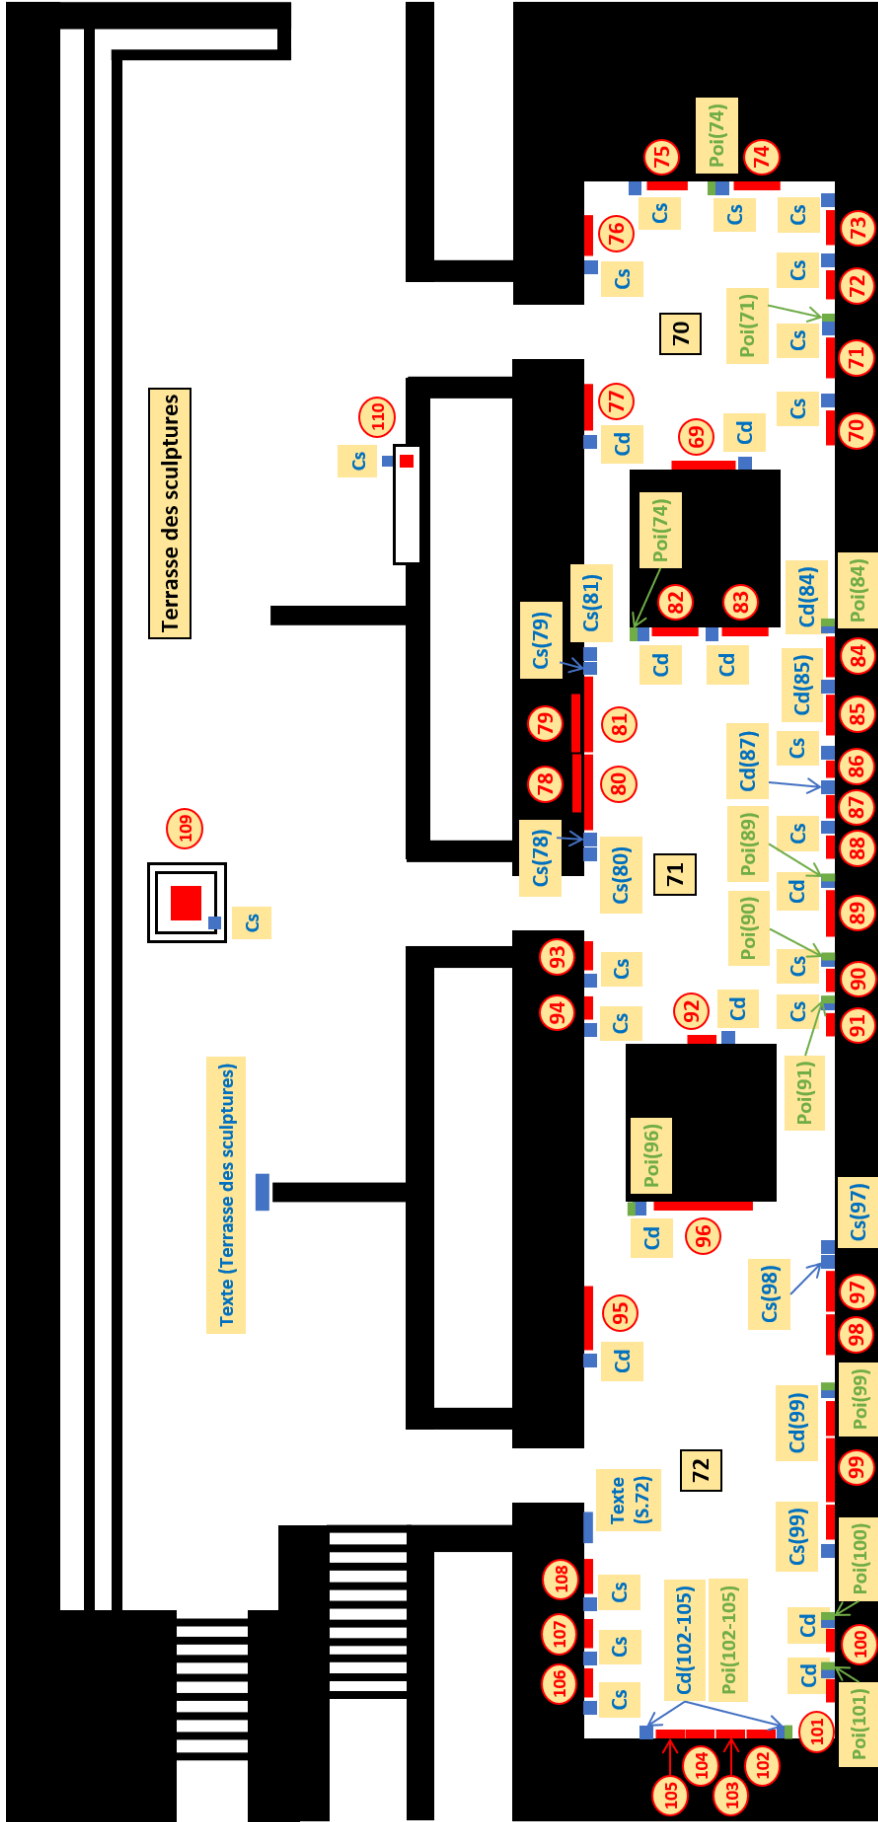 Terrasse des sculptures
109
Texte (Terrasse des sculptures)
Cs
Cs
110
106
107
108
94
93
Cs(78)
78
79
Cs(79)
Cs(81)
Cs
Cs
Cs
Texte
(S.72)
Cd
95
Cs
Cs
Cs(80)
80
81
Cd
77
Cs
76
105
Cd(102-105)
Cd
Poi(96)
71
Cd
82
Poi(74)
70
Cs
75
104
72
96
92
69
103
Poi(102-105)
Cd
Cd
83
Cd
Cs
Poi(74)
102
Cs(98)
Poi(90)
Poi(89)
Cd(87)
Poi(71)
74
101
Cd
Cd
Cs(99)
Cd(99)
Poi(91)
Cs
Cs
Cd
Cs
Cs
Cd(85)
Cd(84)
Cs
Cs
Cs
Cs
Poi(101)
100
Poi(100)
99
Poi(99)
98
97
Cs(97)
91
90
89
88
87
86
85
84
Poi(84)
70
71
72
73